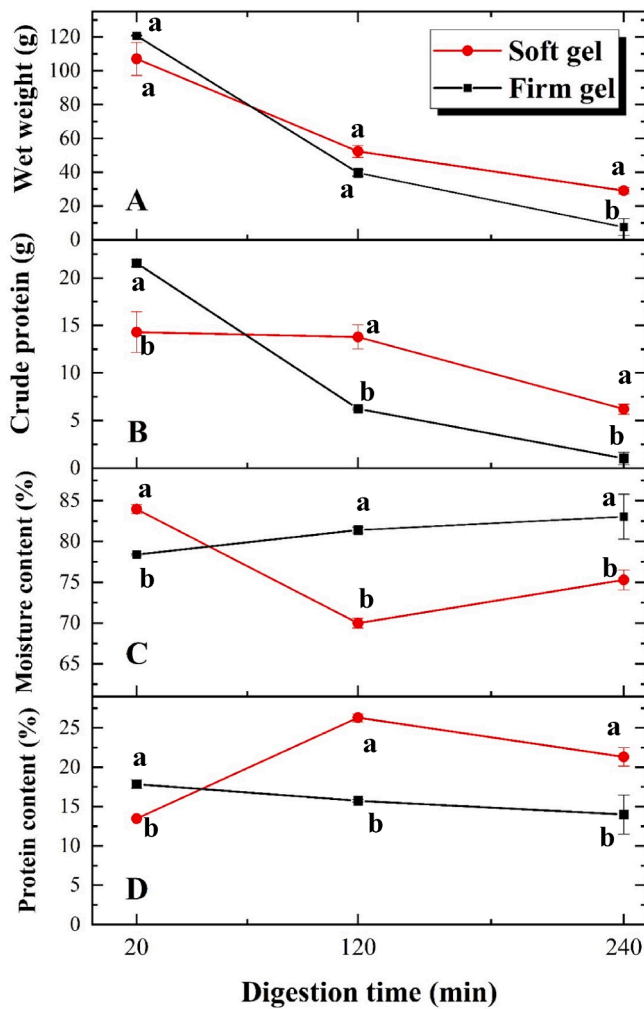 Wet weight (g)
120
100
80
60
40
20
0
a
a
a
a
a
b
Soft gel
Firm gel
A
Crude protein (g)
20
15
10
5
0
a
b
a
b
a
b
B
Moisture content (%)
85
80
75
70
65
a
b
a
b
a
b
C
Protein content (%)
25
20
15
10
5
0
a
b
a
b
a
b
D
20 120 240
Digestion time (min)